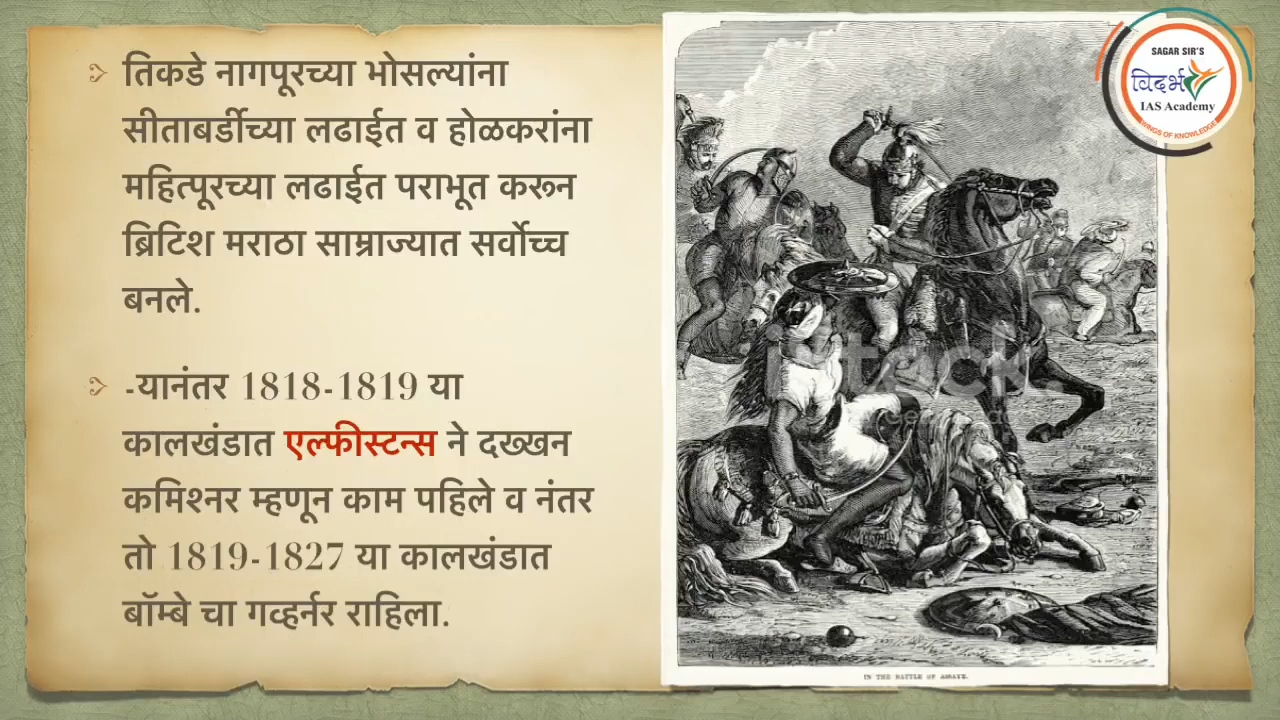 तिकडे नागपूरच्या भोसल्यांना
सीताबर्डीच्या लढाईत व होळकरांना
महित्पूरच्या लढाईत पराभूत करून
ब्रिटिश मराठा साम्राज्यात सर्वोच्च
बनले.
-यानंतर 1818-1819 या
कालखंडात एल्फीस्टन्स ने दख्खन
कमिश्नर म्हणून काम पहिले व नंतर
तो 1819-1827 या कालखंडात
बॉम्बे चा गव्हर्नर राहिला.
SAGAR SIR'S
विदर्भ
IAS Academy
WINGS OF KNOWLEDGE
IN THE BATTLE OF ASSAYE.